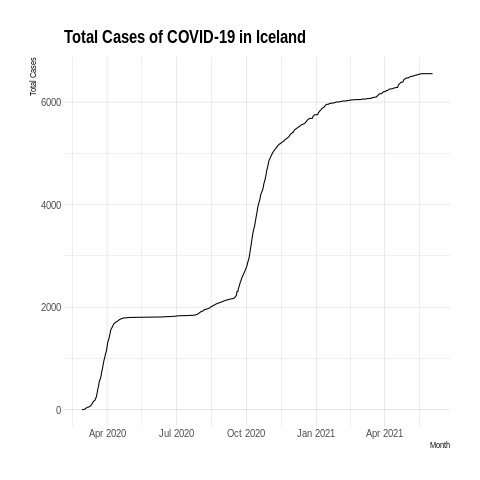 Total Cases of COVID-19 in Iceland
Total Cases
6000
4000
2000
0
Apr 2020 Jul 2020 Oct 2020 Jan 2021 Apr 2021
Month